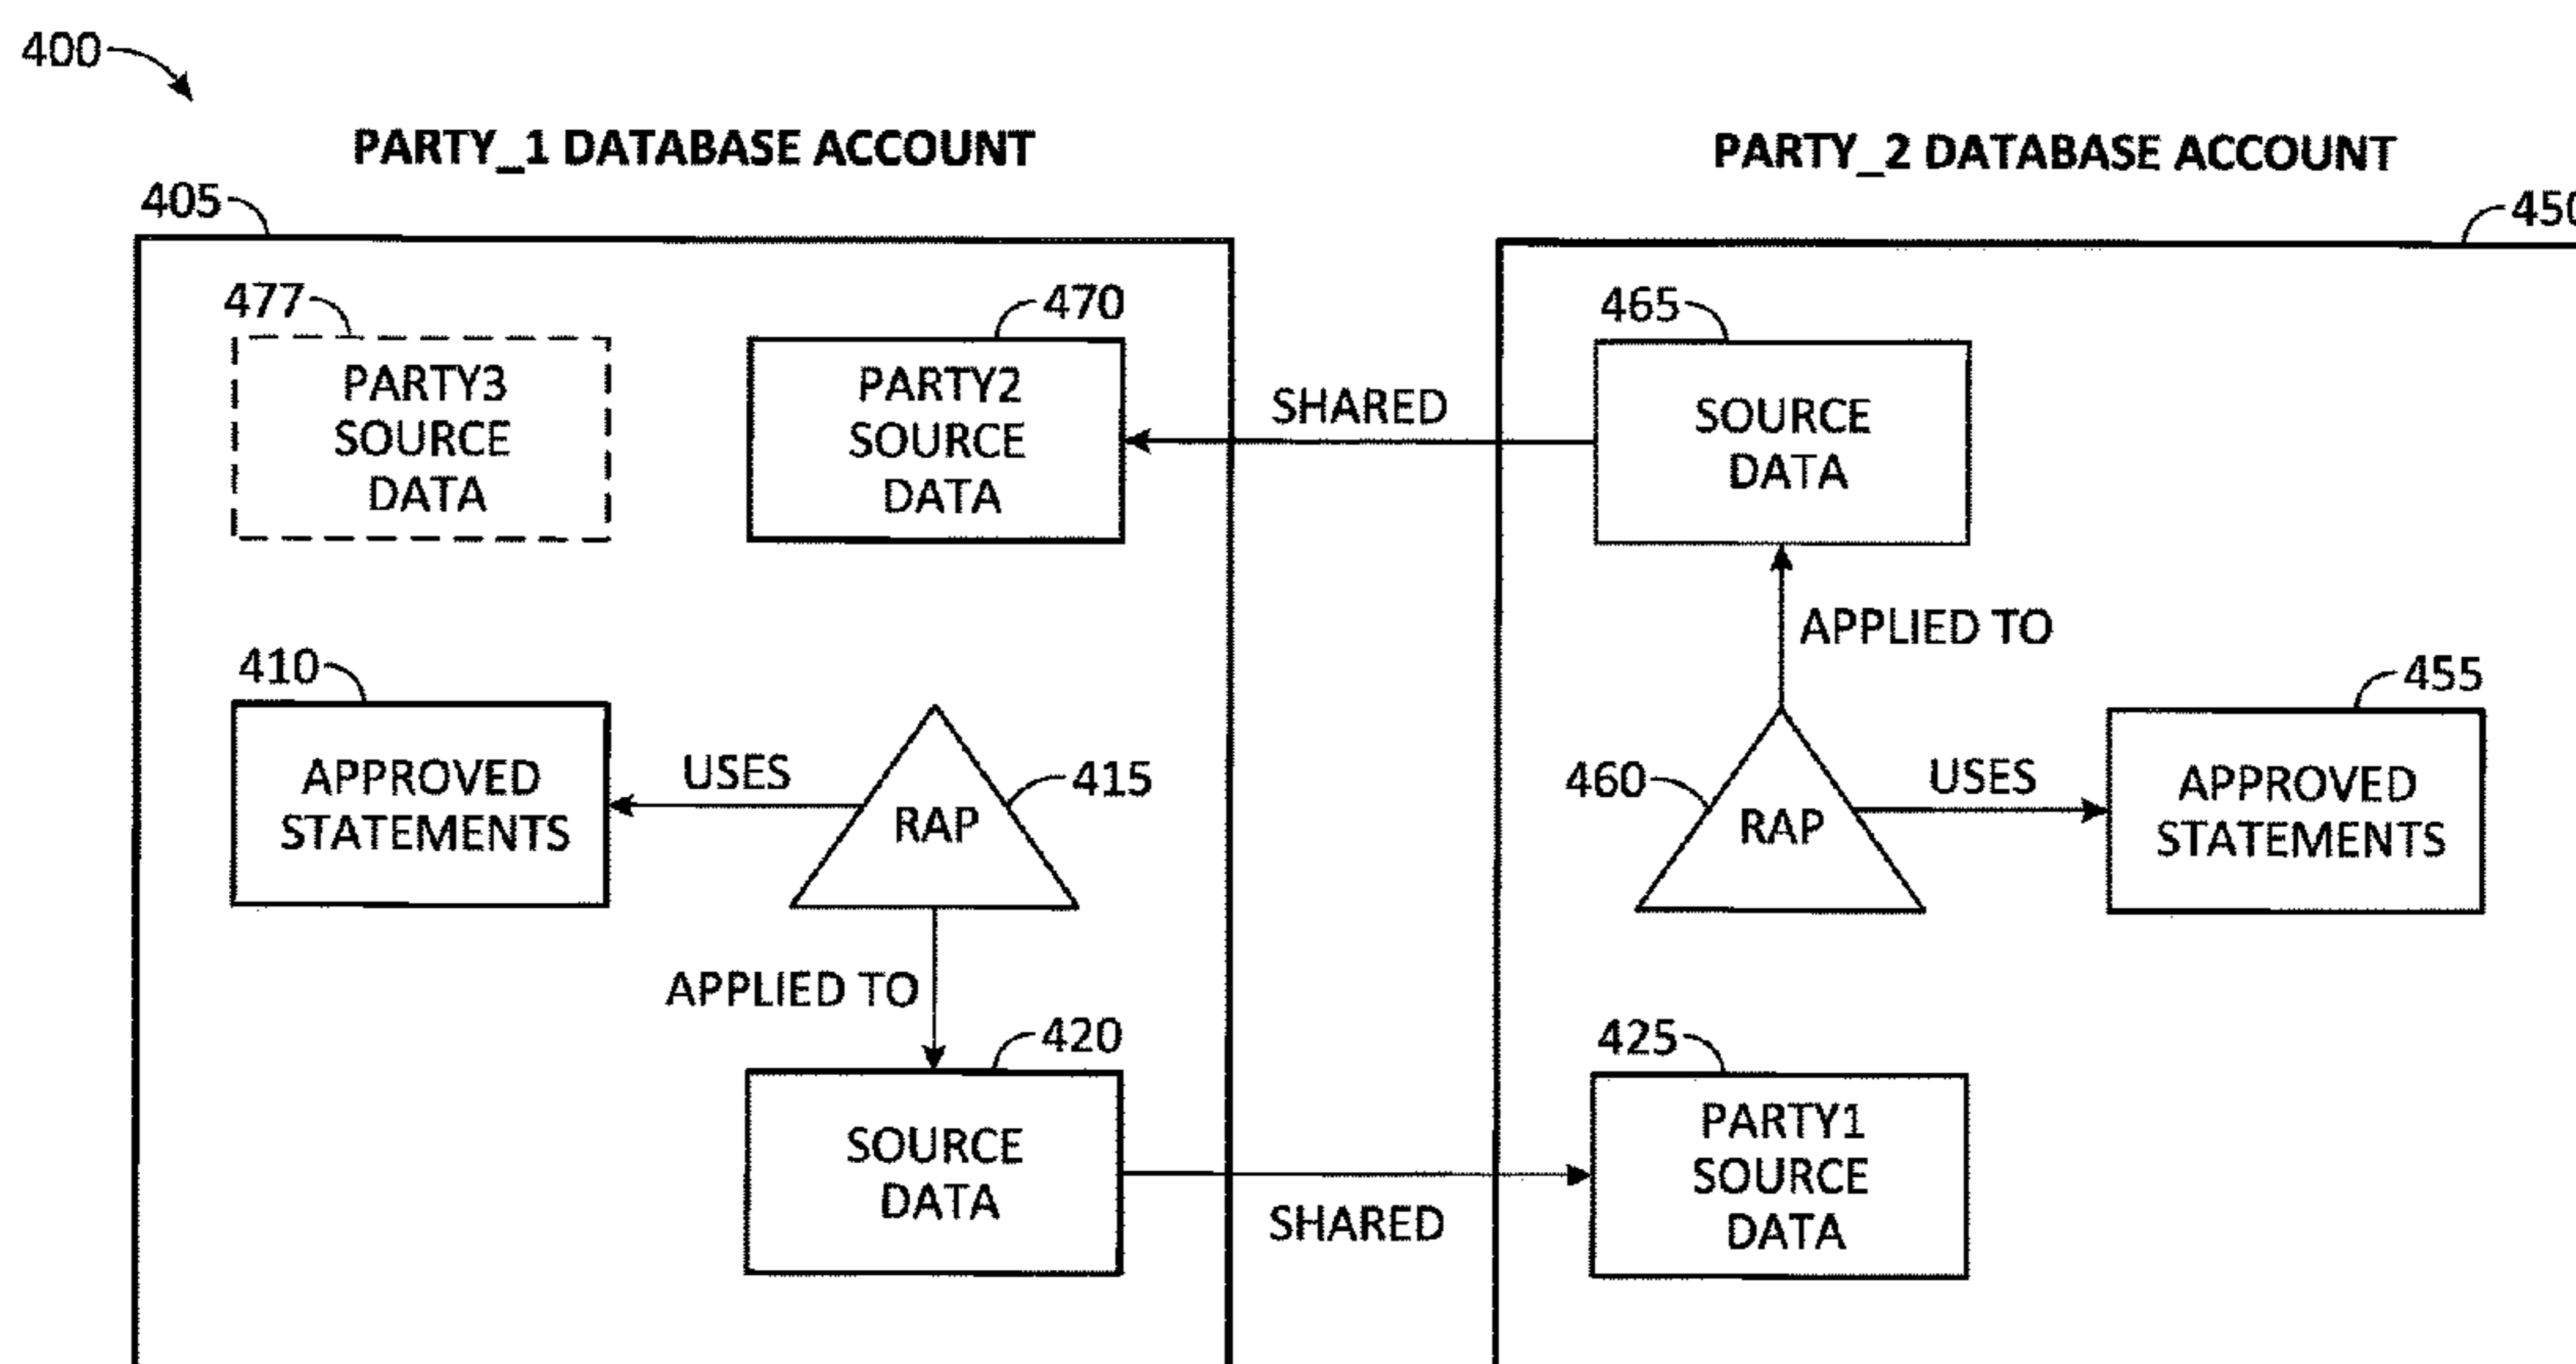 400
PARTY_1 DATABASE ACCOUNT
PARTY_2 DATABASE ACCOUNT
405
450
477
470
465
PARTY3
SOURCE
DATA
PARTY2
SOURCE
DATA
SHARED
SOURCE
DATA
APPLIED TO
410
455
APPROVED
STATEMENTS
USES
RAP
415
460
RAP
USES
APPROVED
STATEMENTS
APPLIED TO
420
425
SOURCE
DATA
SHARED
PARTY1
SOURCE
DATA